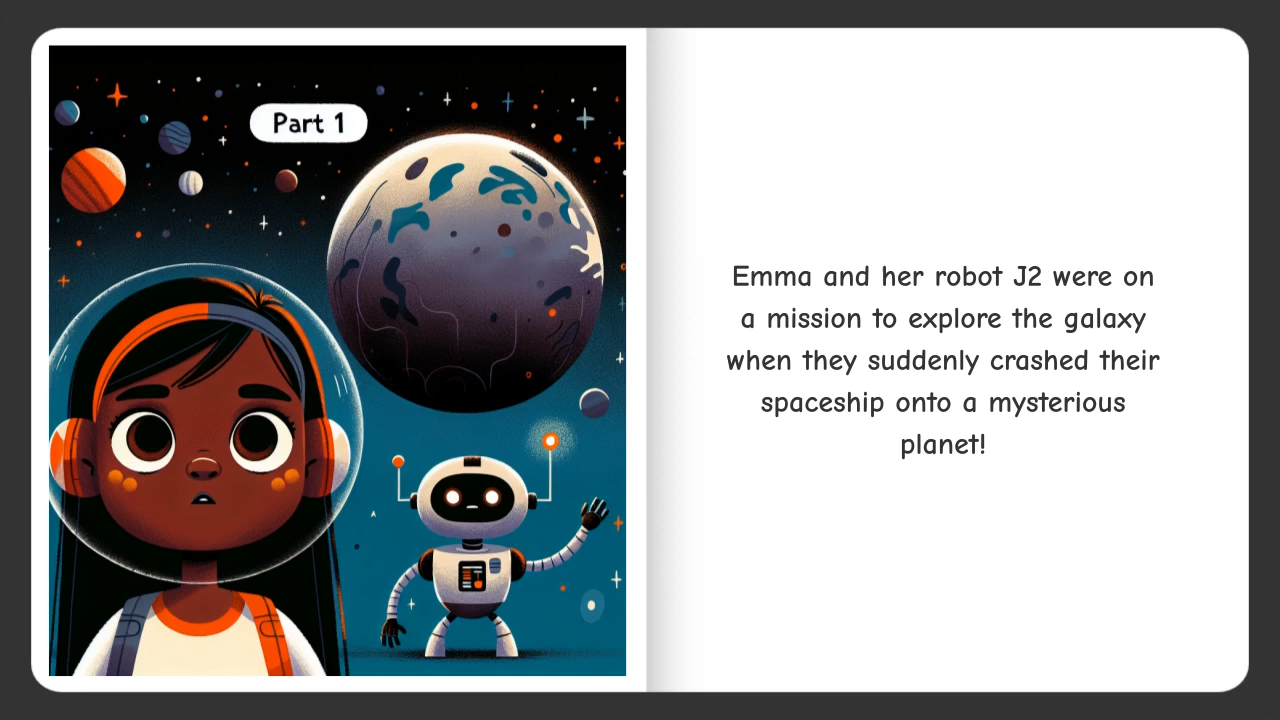 Part 1
Emma and her robot J2 were on
a mission to explore the galaxy
when they suddenly crashed their
spaceship onto a mysterious
planet!